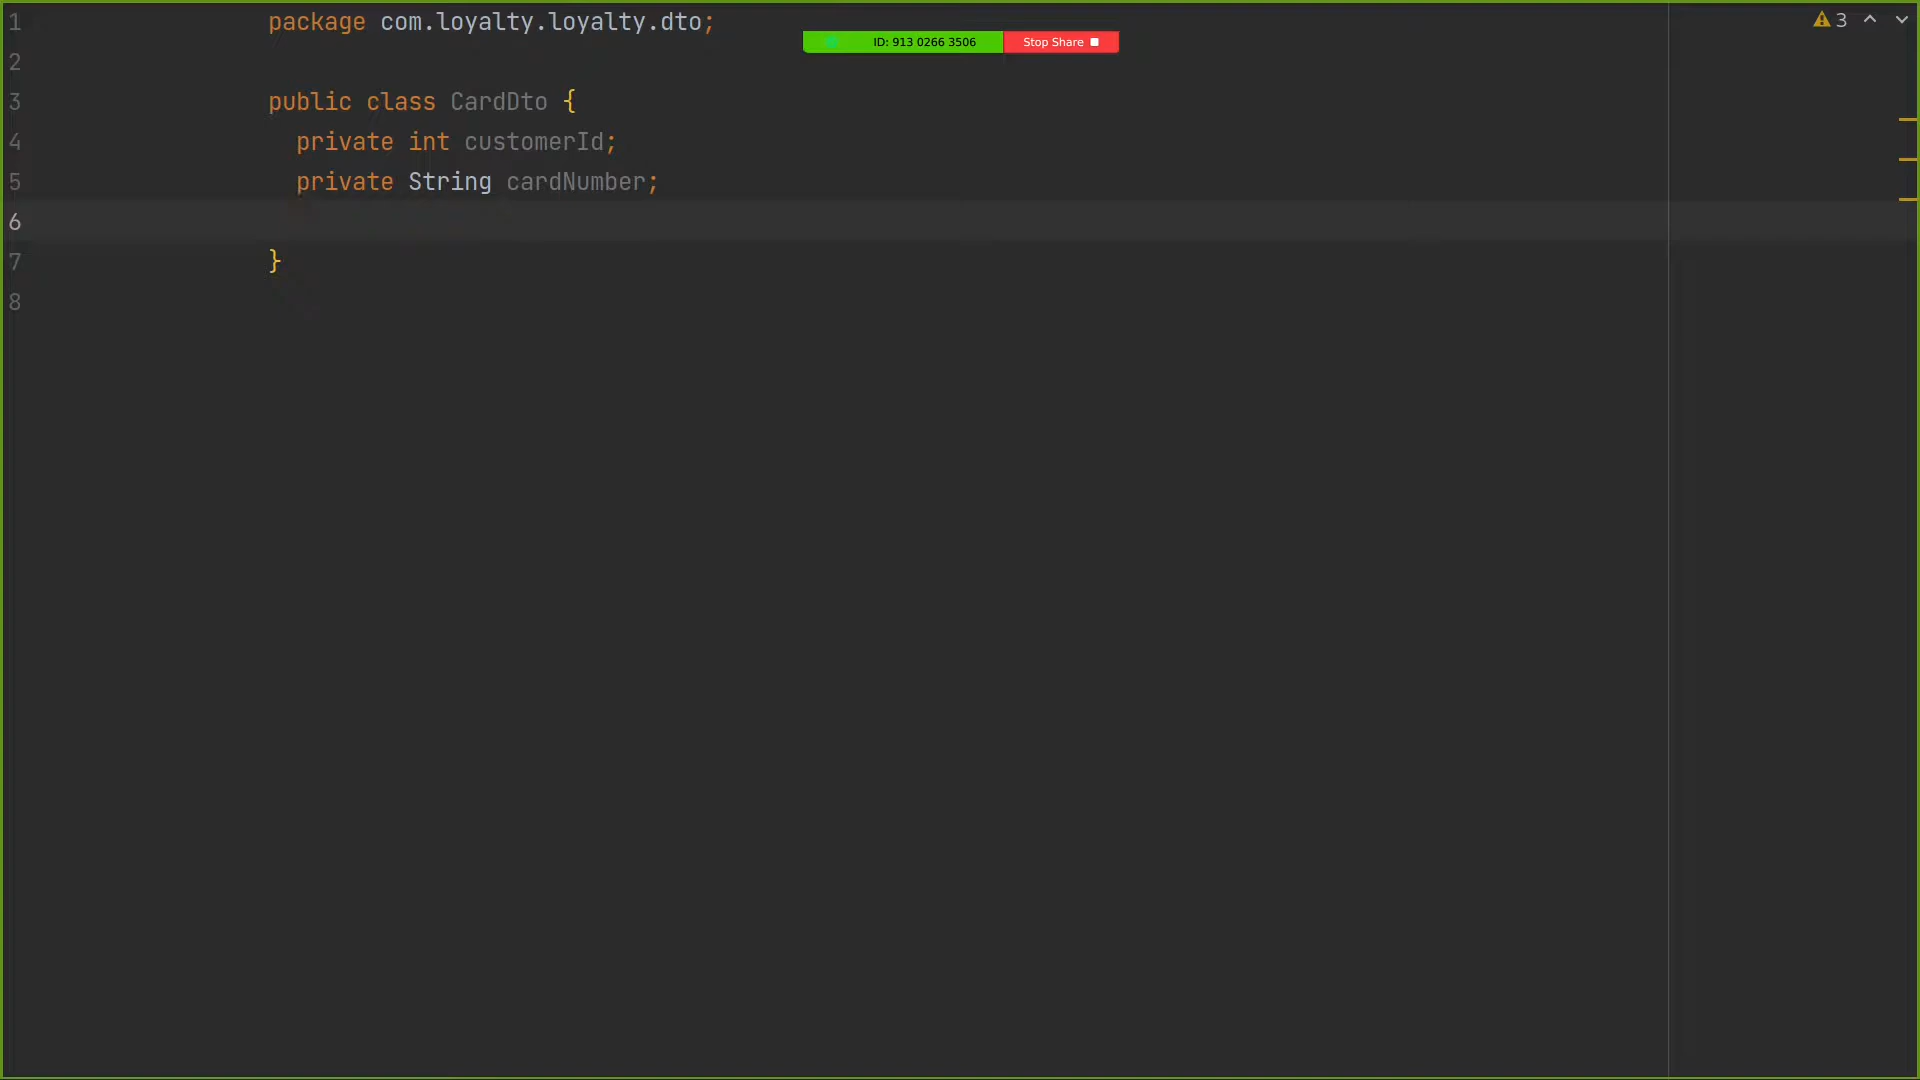 1 package com.loyalty.loyalty.dto;
ID: 913 0266 3506 Stop Share
3
2
3 public class CardDto {
4 private int customerId;
5 private String cardNumber;
6
7 }
8